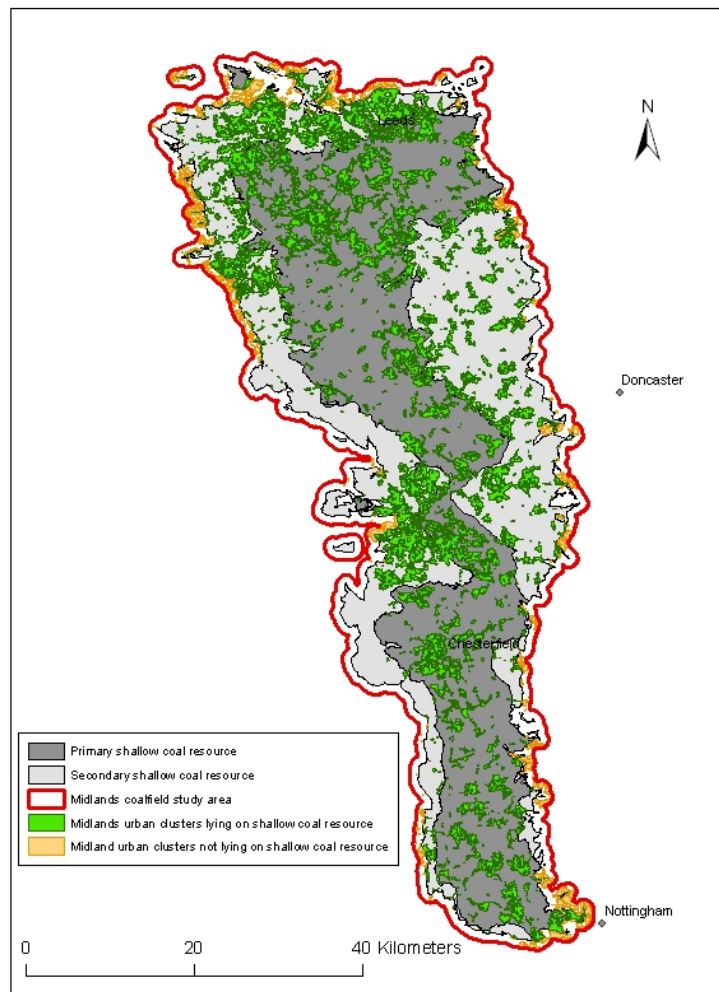 N
Leeds
Doncaster
Chesterfield
Primary shallow coal resource
Secondary shallow coal resource
Midlands coalfield study area
Midlands urban clusters lying on shallow coal resource
Midland urban clusters not lying on shallow coal resource
Nottingham
0 20 40 Kilometers